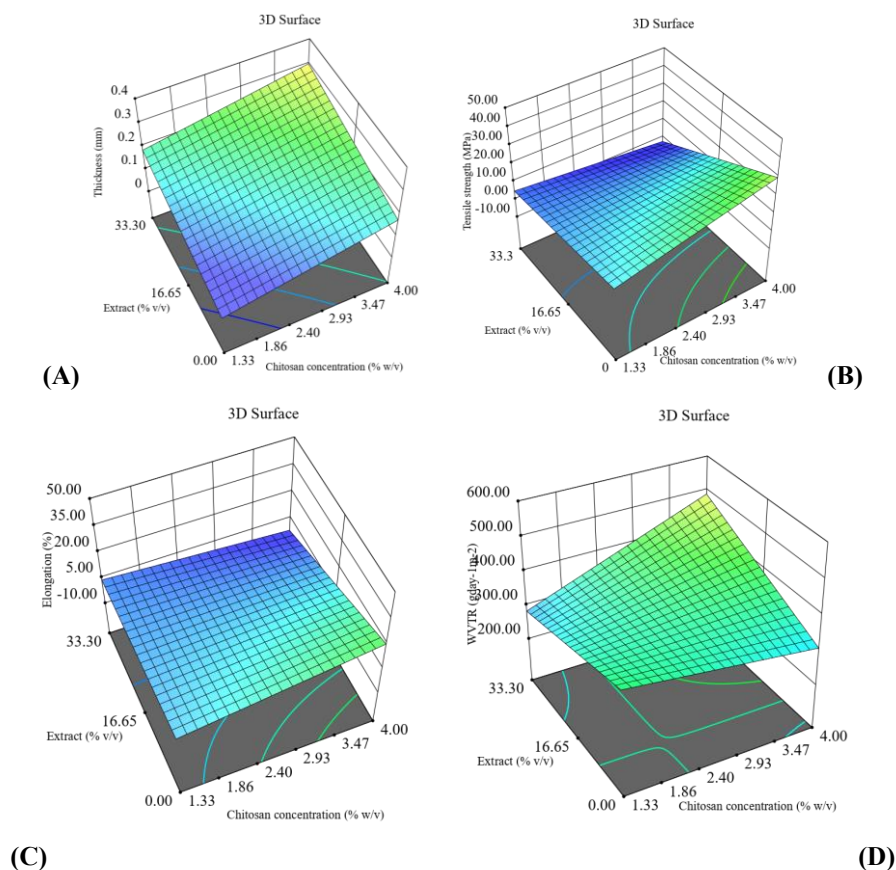 3D Surface
0.4
0.3
0.2
0.1
0
Thickness (mm)
33.30
16.65
0.00
Extract (% v/v)
1.33
1.86
2.40
2.93
3.47
4.00
Chitosan concentration (% w/v)
(A)
3D Surface
50.00
40.00
30.00
20.00
10.00
0.00
-10.00
Tensile strength (MPa)
33.3
16.65
0
Extract (% v/v)
1.33
1.86
2.40
2.93
3.47
4.00
Chitosan concentration (% w/v)
(B)
3D Surface
50.00
35.00
20.00
5.00
-10.00
Elongation (%)
33.30
16.65
0.00
Extract (% v/v)
1.33
1.86
2.40
2.93
3.47
4.00
Chitosan concentration (% w/v)
(C)
3D Surface
600.00
500.00
400.00
300.00
200.00
WVTR (gday-1m-2)
33.30
16.65
0.00
Extract (% v/v)
1.33
1.86
2.40
2.93
3.47
4.00
Chitosan concentration (% w/v)
(D)